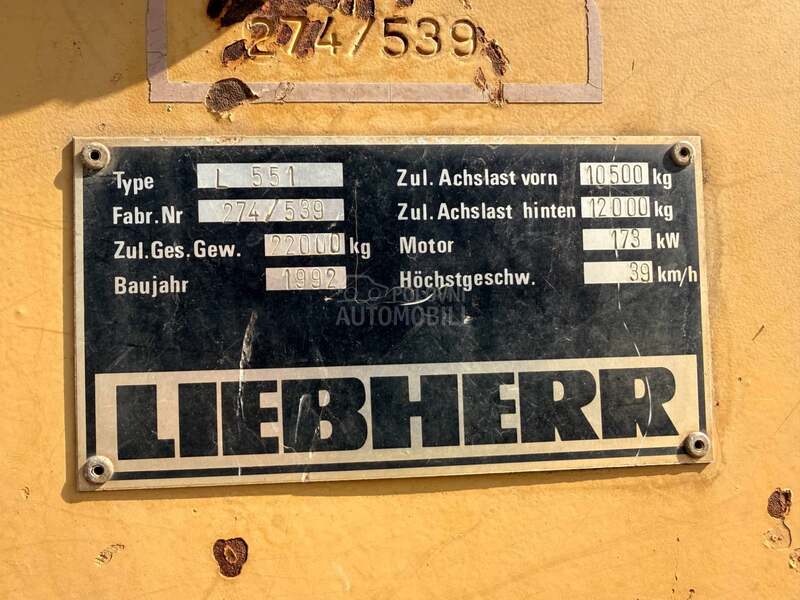 274/539
Type L 551
Fabr.Nr 274/539
Zul.Ges.Gew. 22000 kg
Baujahr 1992
Zul. Achslast vorn 10500 kg
Zul. Achslast hinten 12000 kg
Motor 173 kW
Höchstgeschw. 39 km/h
POLOVNI
AUTOMOBILI
LIEBHERR